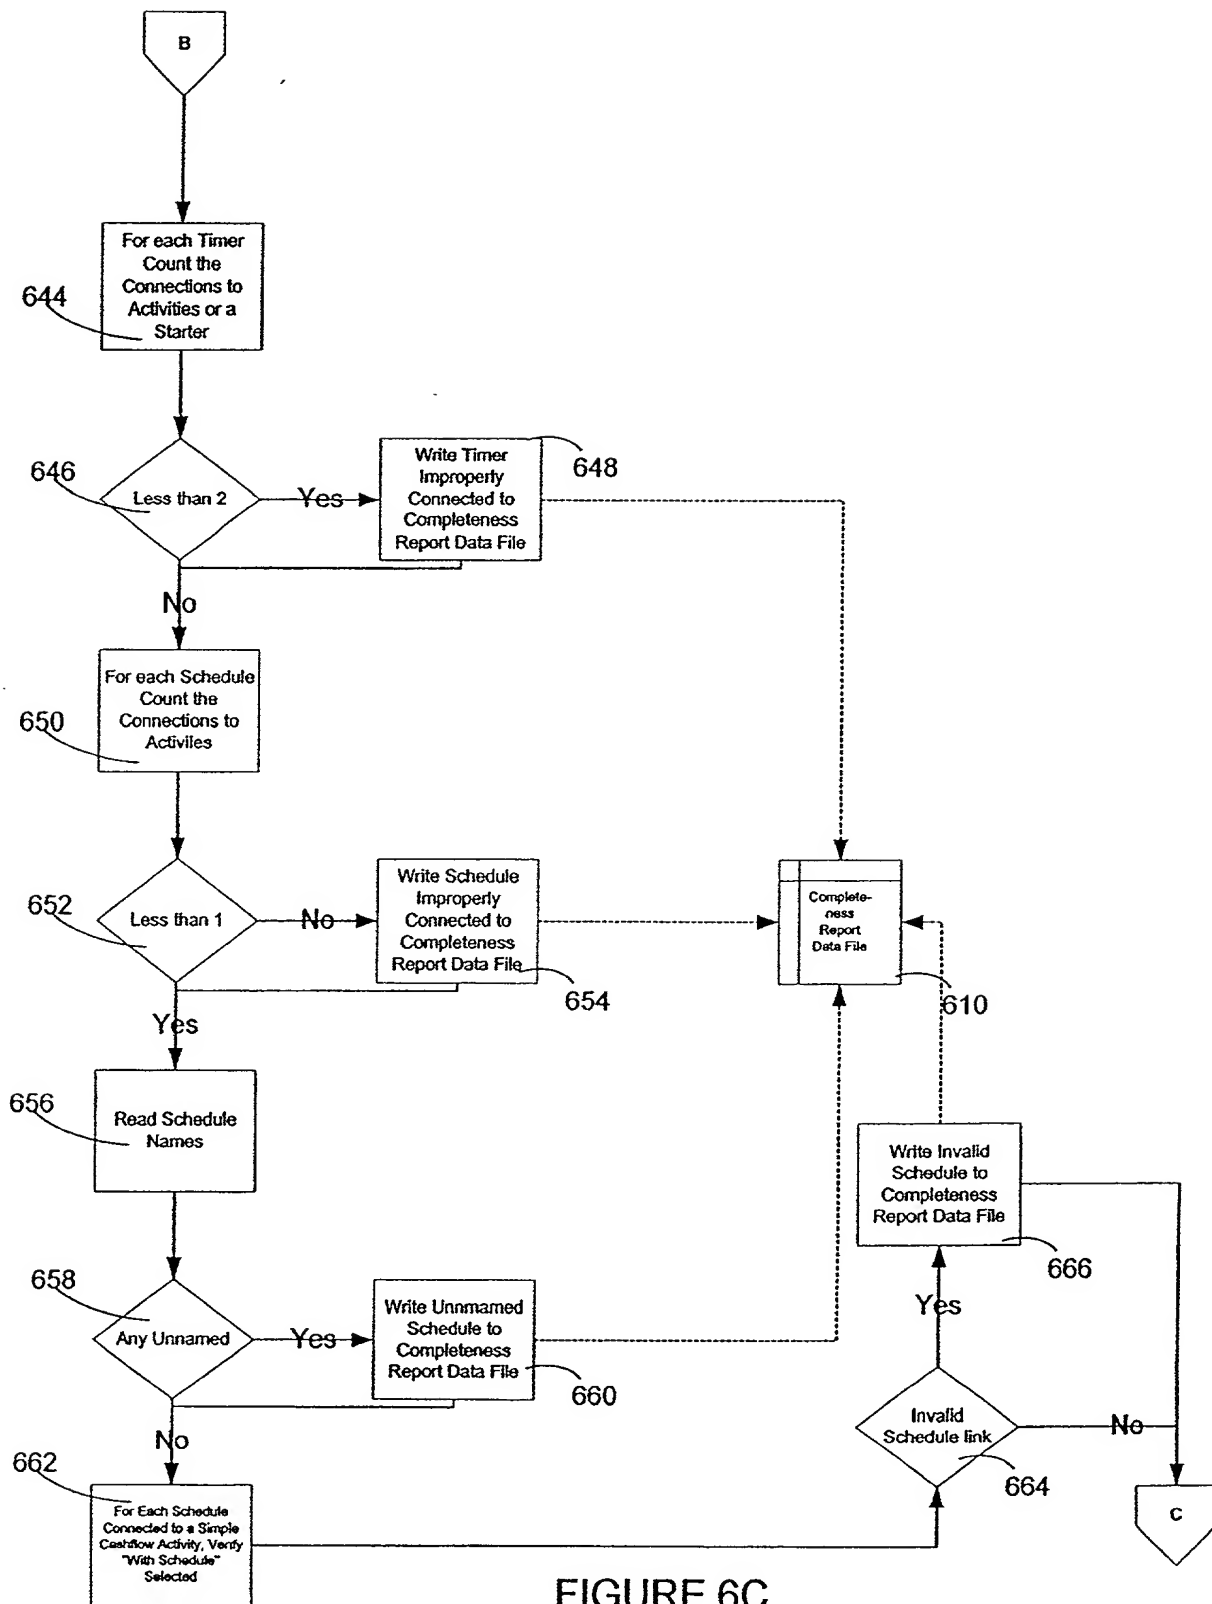 B
For each Timer
Count the
Connections to
Activities or a
Starter
644
646
Less than 2
Yes
Write Timer
Improperly
Connected to
Completeness
Report Data File
648
No
For each Schedule
Count the
Connections to
Activiles
650
652
Less than 1
No
Write Schedule
Improperly
Connected to
Completeness
Report Data File
654
Complete-
ness
Report
Data File
610
Yes
656
Read Schedule
Names
Write Invalid
Schedule to
Completeness
Report Data File
666
658
Any Unnamed
Yes
Write Unnmamed
Schedule to
Completeness
Report Data File
660
Yes
Invalid
Schedule link
No
664
No
662
For Each Schedule
Connected to a Simple
Cashflow Activity, Verify
"With Schedule"
Selected
C
FIGURE 6C